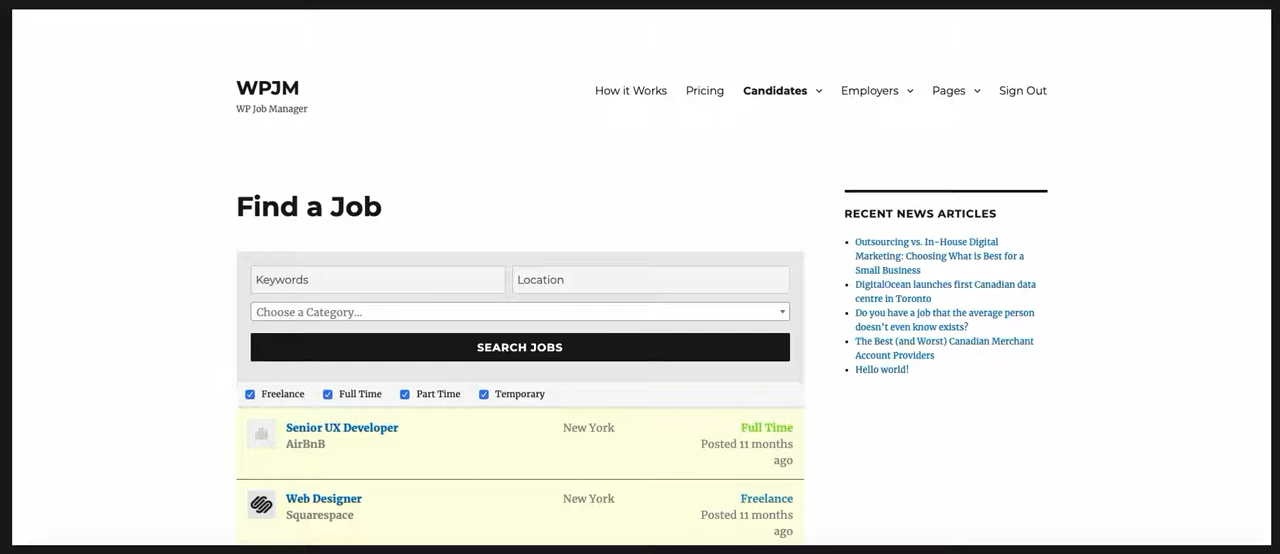 WPJM
WP Job Manager
How it Works
Pricing
Candidates
Employers
Pages
Sign Out
Find a Job
Keywords
Location
Choose a Category...
SEARCH JOBS
Freelance
Full Time
Part Time
Temporary
Senior UX Developer
AirBnB
New York
Full Time
Posted 11 months
ago
Web Designer
Squarespace
New York
Freelance
Posted 11 months
ago
RECENT NEWS ARTICLES
Outsourcing vs. In-House Digital
Marketing: Choosing What is Best for a
Small Business
DigitalOcean launches first Canadian data
centre in Toronto
Do you have a job that the average person
doesn't even know exists?
The Best (and Worst) Canadian Merchant
Account Providers
Hello world!